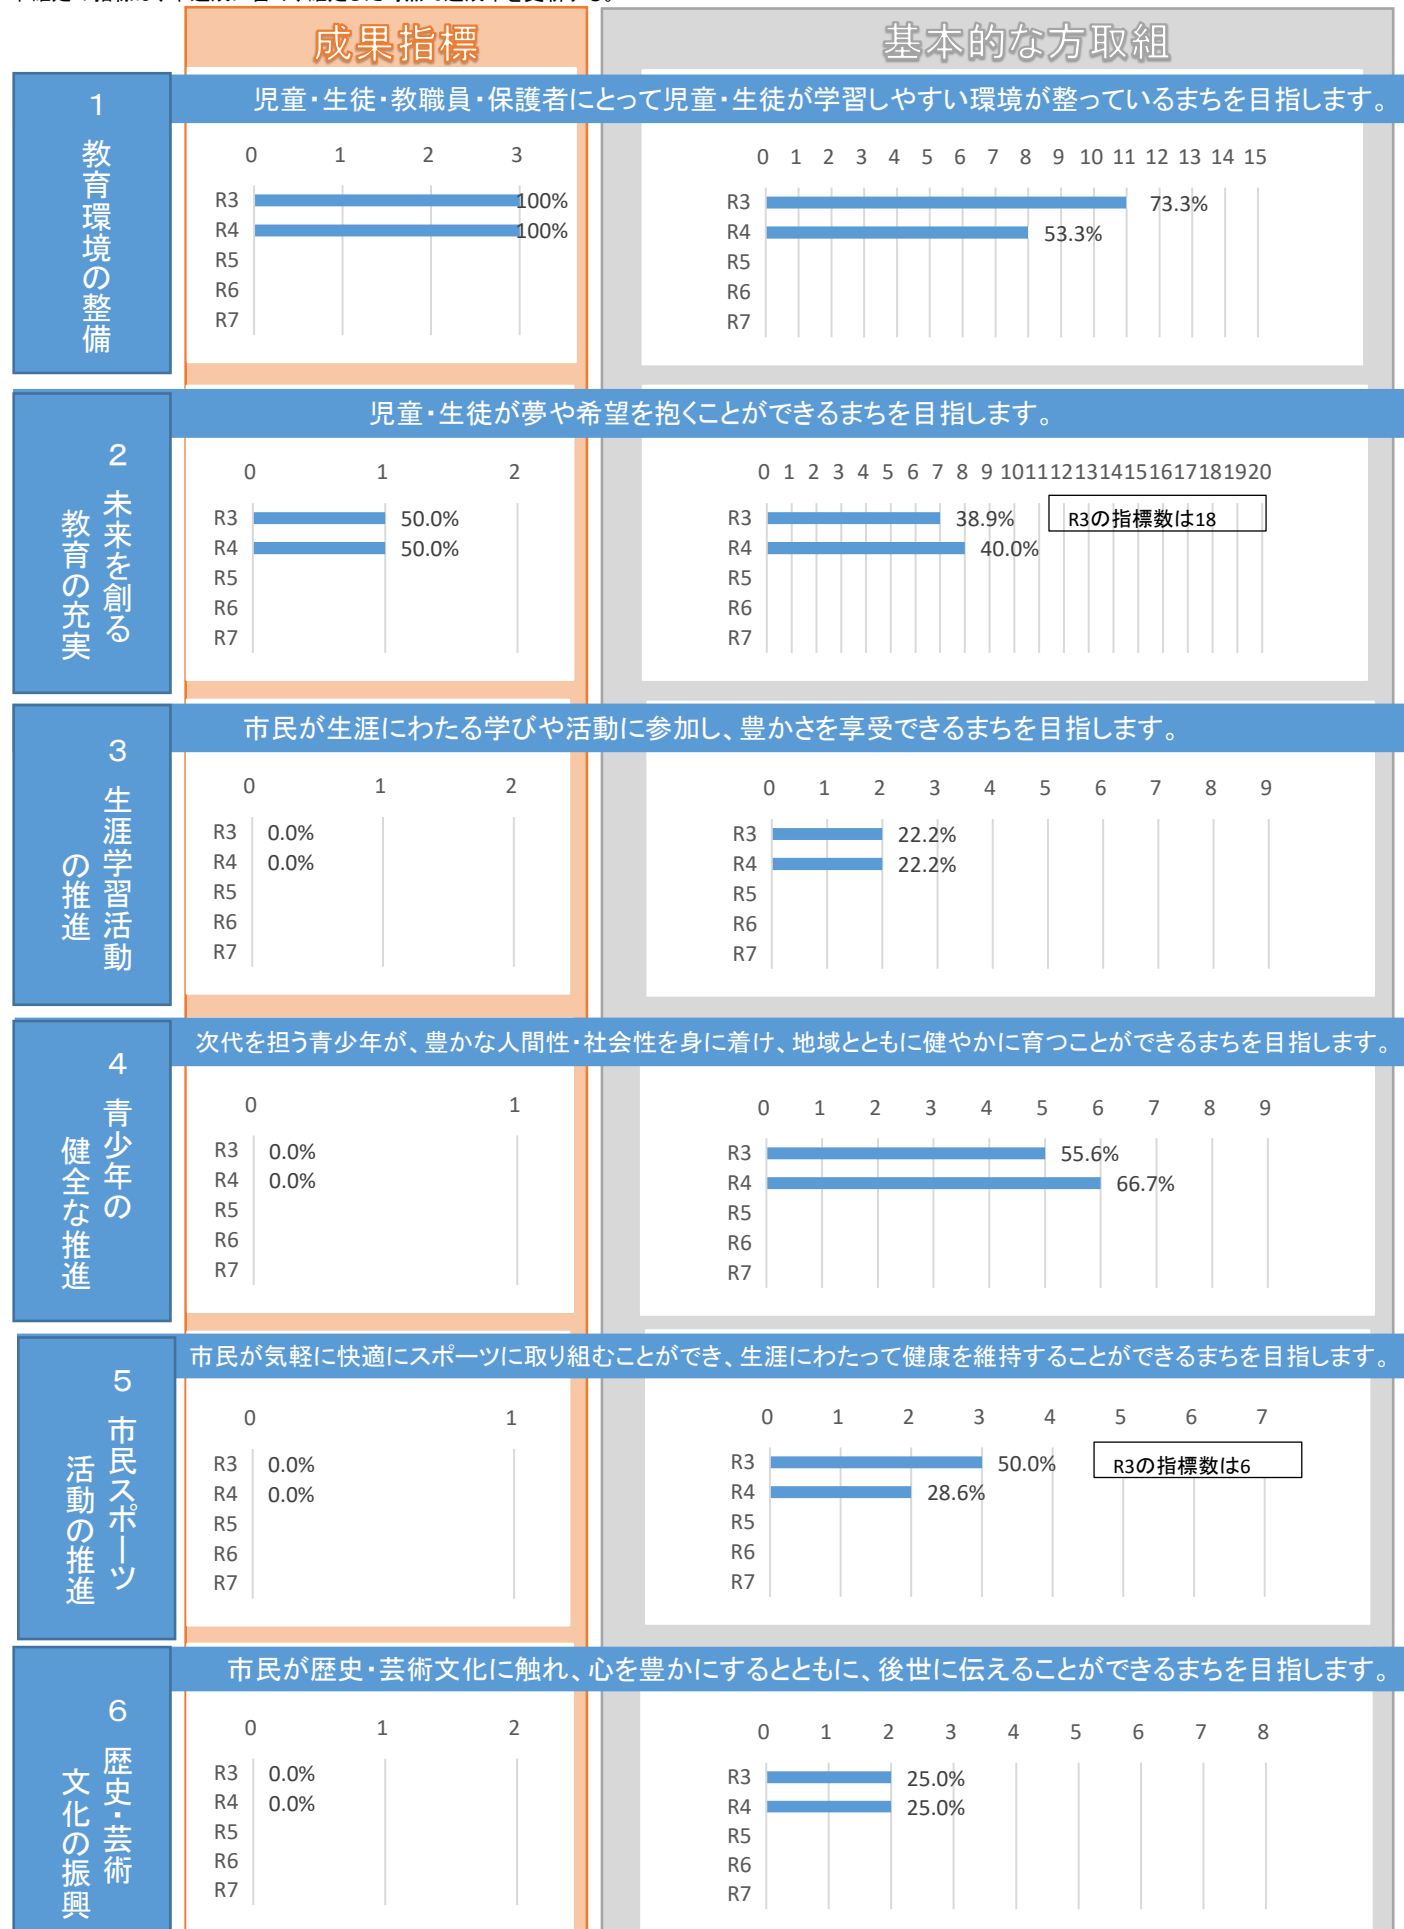 成果指標
基本的な方取組
1 教育環境の整備
児童・生徒・教職員・保護者にとって児童・生徒が学習しやすい環境が整っているまちを目指します。
0 1 2 3
R3 100%
R4 100%
R5
R6
R7
0 1 2 3 4 5 6 7 8 9 10 11 12 13 14 15
R3 73.3%
R4 53.3%
R5
R6
R7
2 未来を創る
教育の充実
児童・生徒が夢や希望を抱くことができるまちを目指します。
0 1 2
R3 50.0%
R4 50.0%
R5
R6
R7
0 1 2 3 4 5 6 7 8 9 10 11 12 13 14 15 16 17 18 19 20
R3 38.9% R3の指標数は18
R4 40.0%
R5
R6
R7
3 生涯学習活動
の推進
市民が生涯にわたる学びや活動に参加し、豊かさを享受できるまちを目指します。
0 1 2
R3 0.0%
R4 0.0%
R5
R6
R7
0 1 2 3 4 5 6 7 8 9
R3 22.2%
R4 22.2%
R5
R6
R7
4 青少年の
健全な推進
次代を担う青少年が、豊かな人間性・社会性を身に着け、地域とともに健やかに育つことができるまちを目指します。
0 1
R3 0.0%
R4 0.0%
R5
R6
R7
0 1 2 3 4 5 6 7 8 9
R3 55.6%
R4 66.7%
R5
R6
R7
5 市民スポーツ
活動の推進
市民が気軽に快適にスポーツに取り組むことができ、生涯にわたって健康を維持することができるまちを目指します。
0 1
R3 0.0%
R4 0.0%
R5
R6
R7
0 1 2 3 4 5 6 7
R3 50.0% R3の指標数は6
R4 28.6%
R5
R6
R7
6 歴史・芸術
文化の振興
市民が歴史・芸術文化に触れ、心を豊かにするとともに、後世に伝えることができるまちを目指します。
0 1 2
R3 0.0%
R4 0.0%
R5
R6
R7
0 1 2 3 4 5 6 7 8
R3 25.0%
R4 25.0%
R5
R6
R7